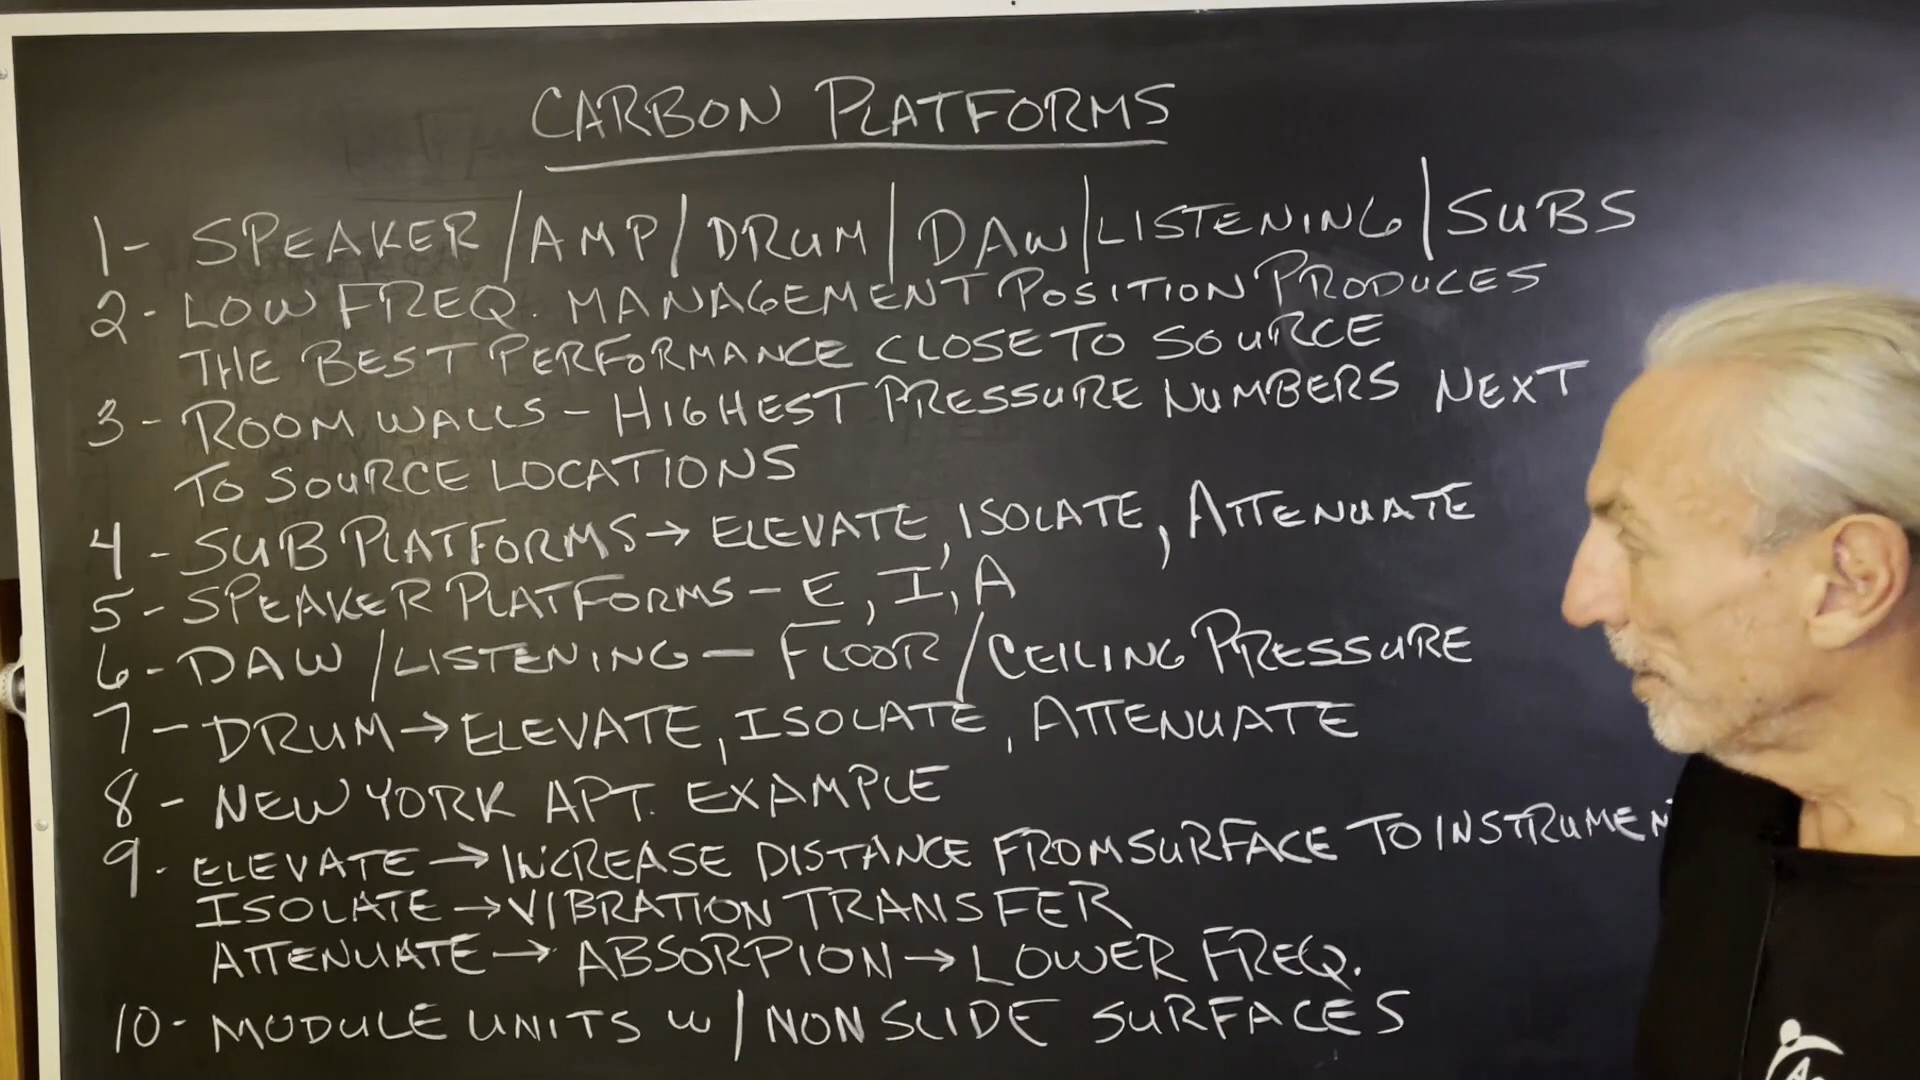 CARBON PLATFORMS
1- SPEAKER/AMP/DRUM/DAW/LISTENING/SUBS
2- LOW FREQ. MANAGEMENT POSITION PRODUCES
THE BEST PERFORMANCE CLOSE TO SOURCE
3- ROOM WALLS - HIGHEST PRESSURE NUMBERS NEXT
TO SOURCE LOCATIONS
4- SUB PLATFORMS → ELEVATE, ISOLATE, ATTENUATE
5- SPEAKER PLATFORMS - E, I, A
6- DAW/LISTENING - FLOOR/CEILING PRESSURE
7- DRUM → ELEVATE, ISOLATE, ATTENUATE
8- NEW YORK APT. EXAMPLE
9- ELEVATE → INCREASE DISTANCE FROM SURFACE TO INSTRUMEN
ISOLATE → VIBRATION TRANSFER
ATTENUATE → ABSORPION → LOWER FREQ.
10- MODULE UNITS W/NON SLIDE SURFACES